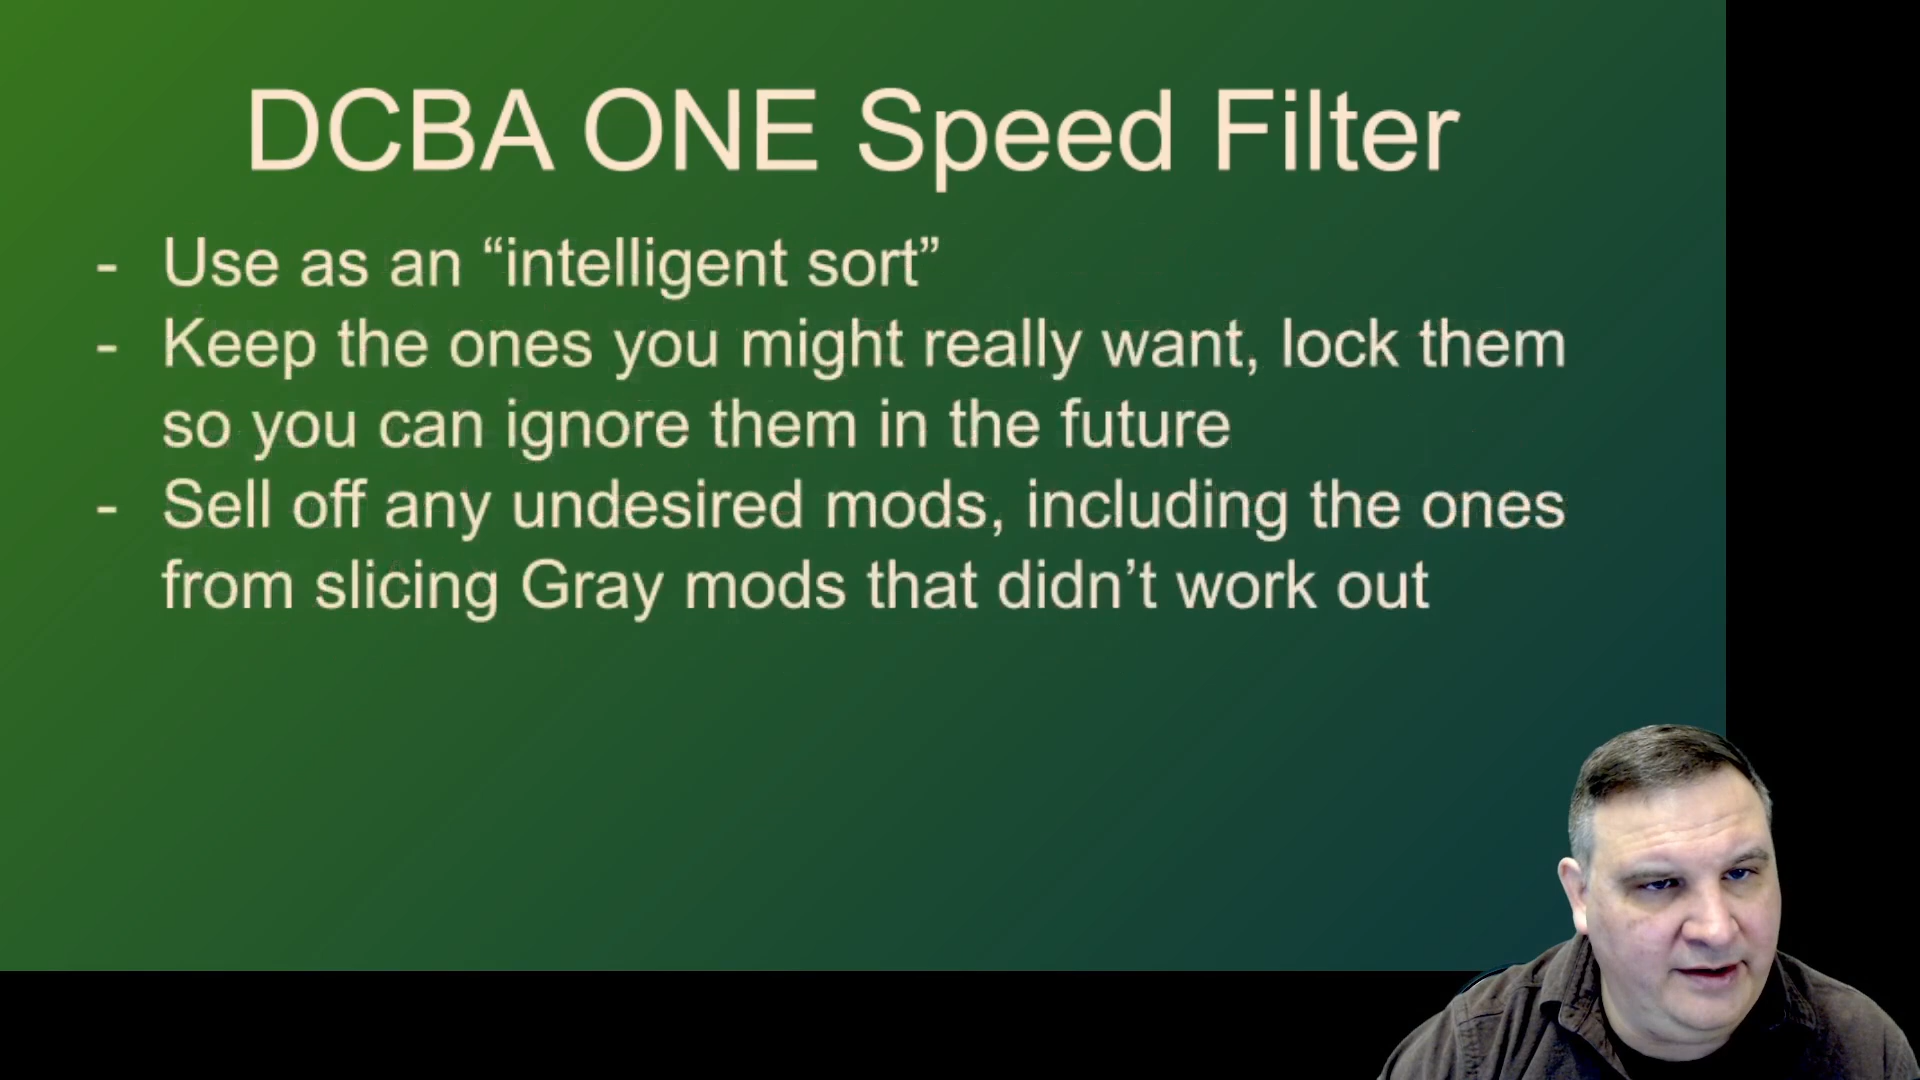 DCBA ONE Speed Filter
- Use as an “intelligent sort”
- Keep the ones you might really want, lock them
so you can ignore them in the future
- Sell off any undesired mods, including the ones
from slicing Gray mods that didn’t work out